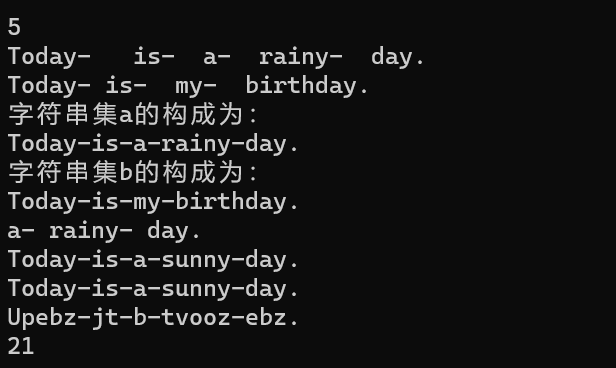 5
Today-   is-  a-  rainy-  day.
Today- is-  my-  birthday.
字符串集a的构成为：
Today-is-a-rainy-day.
字符串集b的构成为：
Today-is-my-birthday.
a- rainy- day.
Today-is-a-sunny-day.
Today-is-a-sunny-day.
Upebz-jt-b-tvooz-ebz.
21